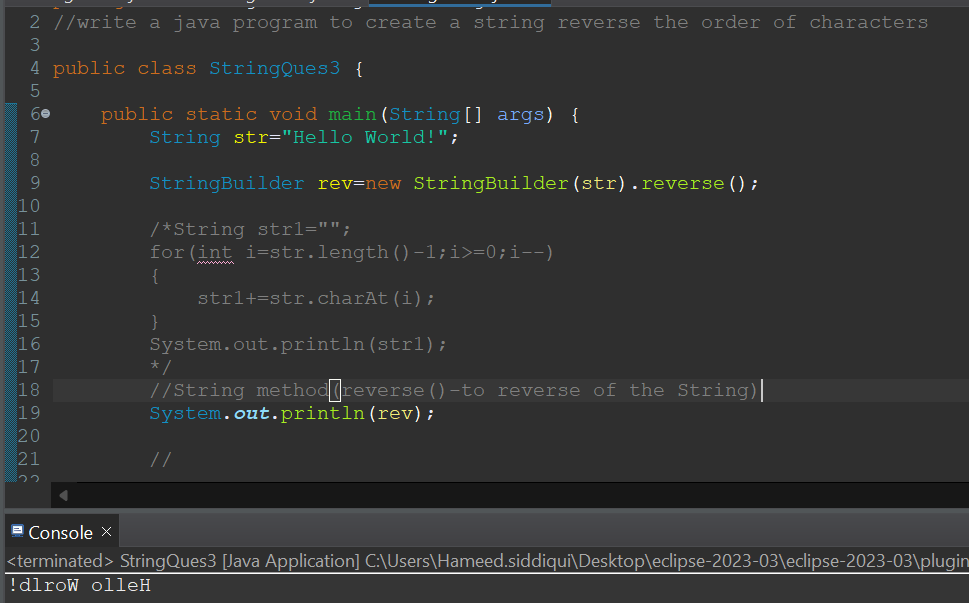 2 //write a java program to create a string reverse the order of characters
3
4 public class StringQues3 {
5
6 public static void main(String[] args) {
7 String str="Hello World!";
8
9 StringBuilder rev=new StringBuilder(str).reverse();
10
11 /*String str1="";
12 for(int i=str.length()-1;i>=0;i--)
13 {
14 str1+=str.charAt(i);
15 }
16 System.out.println(str1);
17 */
18 //String method(reverse()-to reverse of the String)
19 System.out.println(rev);
20
21 //
22
Console ×
<terminated> StringQues3 [Java Application] C:\Users\Hameed.siddiqui\Desktop\eclipse-2023-03\eclipse-2023-03\plugin
!dlroW olleH